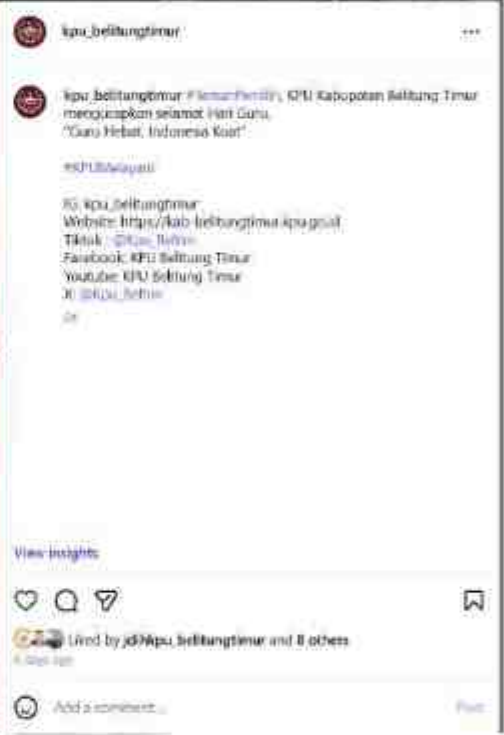 kpu_belitungtimur
kpu_belitungtimur #TemanPemilih, KPU Kabupaten Belitung Timur
mengucapkan selamat Hari Guru,
"Guru Hebat, Indonesia Kuat"
#KPUMelayani
IG: kpu_belitungtimur
Website: https://kab-belitungtimur.kpu.go.id
Tiktok : @Kpu_Beltim
Facebook: KPU Belitung Timur
Youtube: KPU Belitung Timur
X: @Kpu_Beltim
View insights
Liked by jdihkpu_belitungtimur and 8 others
days ago
Add a comment...
Post